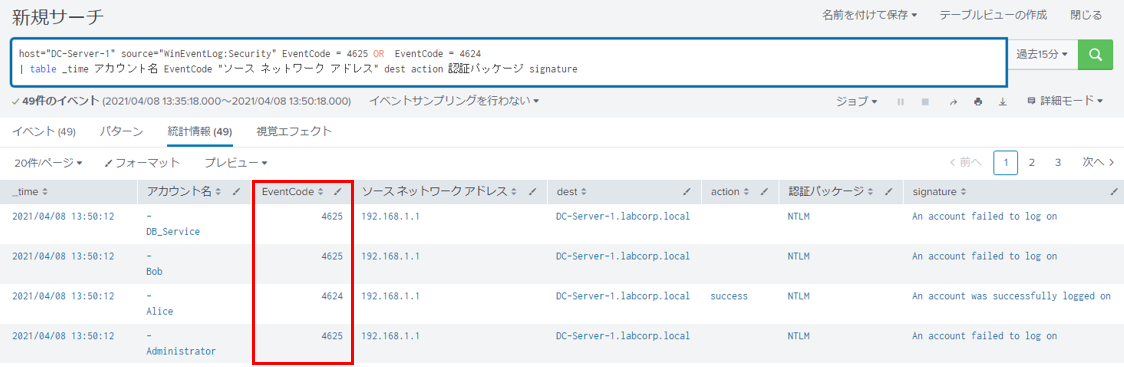 新規サーチ
名前を付けて保存 テーブルビューの作成 閉じる
host="DC-Server-1" source="WinEventLog:Security" EventCode = 4625 OR EventCode = 4624
| table _time アカウント名 EventCode "ソース ネットワーク アドレス" dest action 認証パッケージ signature
過去15分
49件のイベント (2021/04/08 13:35:18.000～2021/04/08 13:50:18.000) イベントサンプリングを行わない
ジョブ 詳細モード
イベント (49) パターン 統計情報 (49) 視覚エフェクト
20件/ページ フォーマット プレビュー
前へ 1 2 3 次へ
_time アカウント名 EventCode ソース ネットワーク アドレス dest action 認証パッケージ signature
2021/04/08 13:50:12 - 4625 192.168.1.1 DC-Server-1.labcorp.local NTLM An account failed to log on
DB_Service
2021/04/08 13:50:12 - 4625 192.168.1.1 DC-Server-1.labcorp.local NTLM An account failed to log on
Bob
2021/04/08 13:50:12 - 4624 192.168.1.1 DC-Server-1.labcorp.local success NTLM An account was successfully logged on
Alice
2021/04/08 13:50:12 - 4625 192.168.1.1 DC-Server-1.labcorp.local NTLM An account failed to log on
Administrator